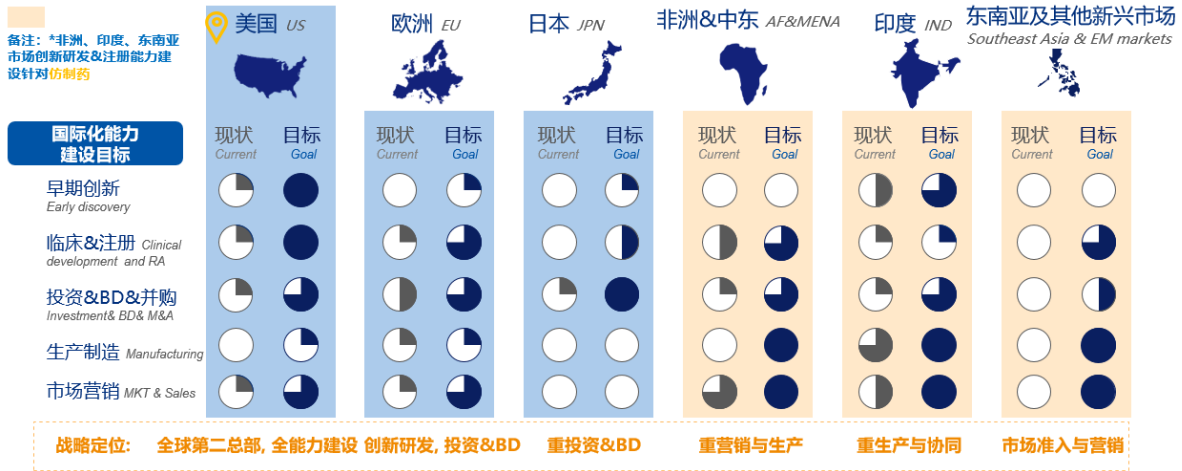 美国 US
欧洲 EU
日本 JPN
非洲&中东 AF&MENA
印度 IND
东南亚及其他新兴市场
Southeast Asia & EM markets
备注：*非洲、印度、东南亚
市场创新研发&注册能力建
设针对仿制药
国际化能力
建设目标
现状 目标 现状 目标 现状 目标 现状 目标 现状 目标 现状 目标
Current Goal Current Goal Current Goal Current Goal Current Goal Current Goal
早期创新
Early discovery
临床&注册 Clinical
development and RA
投资&BD&并购
Investment& BD& M&A
生产制造 Manufacturing
市场营销 MKT & Sales
战略定位: 全球第二总部, 全能力建设 创新研发, 投资&BD 重投资&BD 重营销与生产 重生产与协同 市场准入与营销